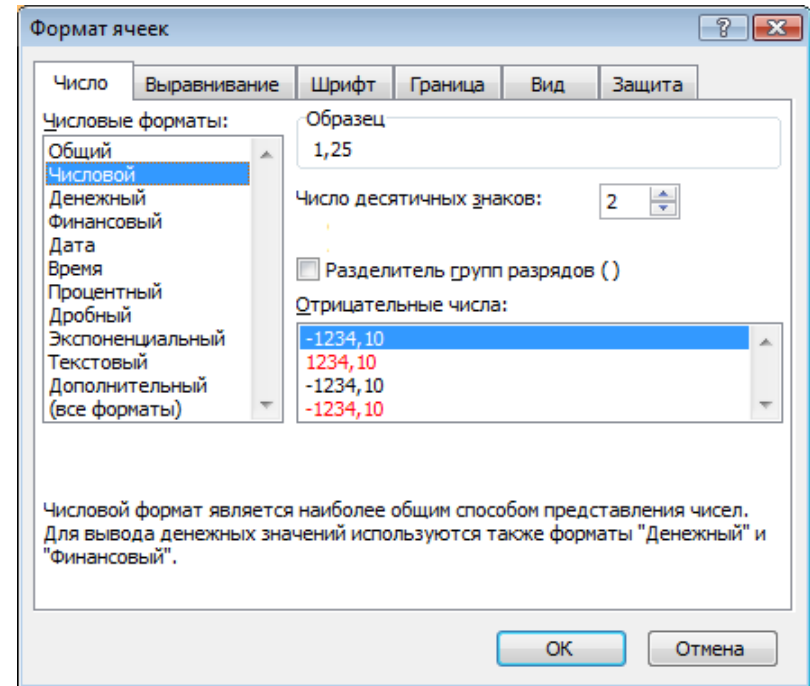 Формат ячеек
Число Выравнивание Шрифт Граница Вид Защита
Числовые форматы:
Общий
Числовой
Денежный
Финансовый
Дата
Время
Процентный
Дробный
Экспоненциальный
Текстовый
Дополнительный
(все форматы)
Образец
1,25
Число десятичных знаков: 2
Разделитель групп разрядов ( )
Отрицательные числа:
-1234,10
1234,10
-1234,10
-1234,10
Числовой формат является наиболее общим способом представления чисел.
Для вывода денежных значений используются также форматы "Денежный" и
"Финансовый".
ОК Отмена